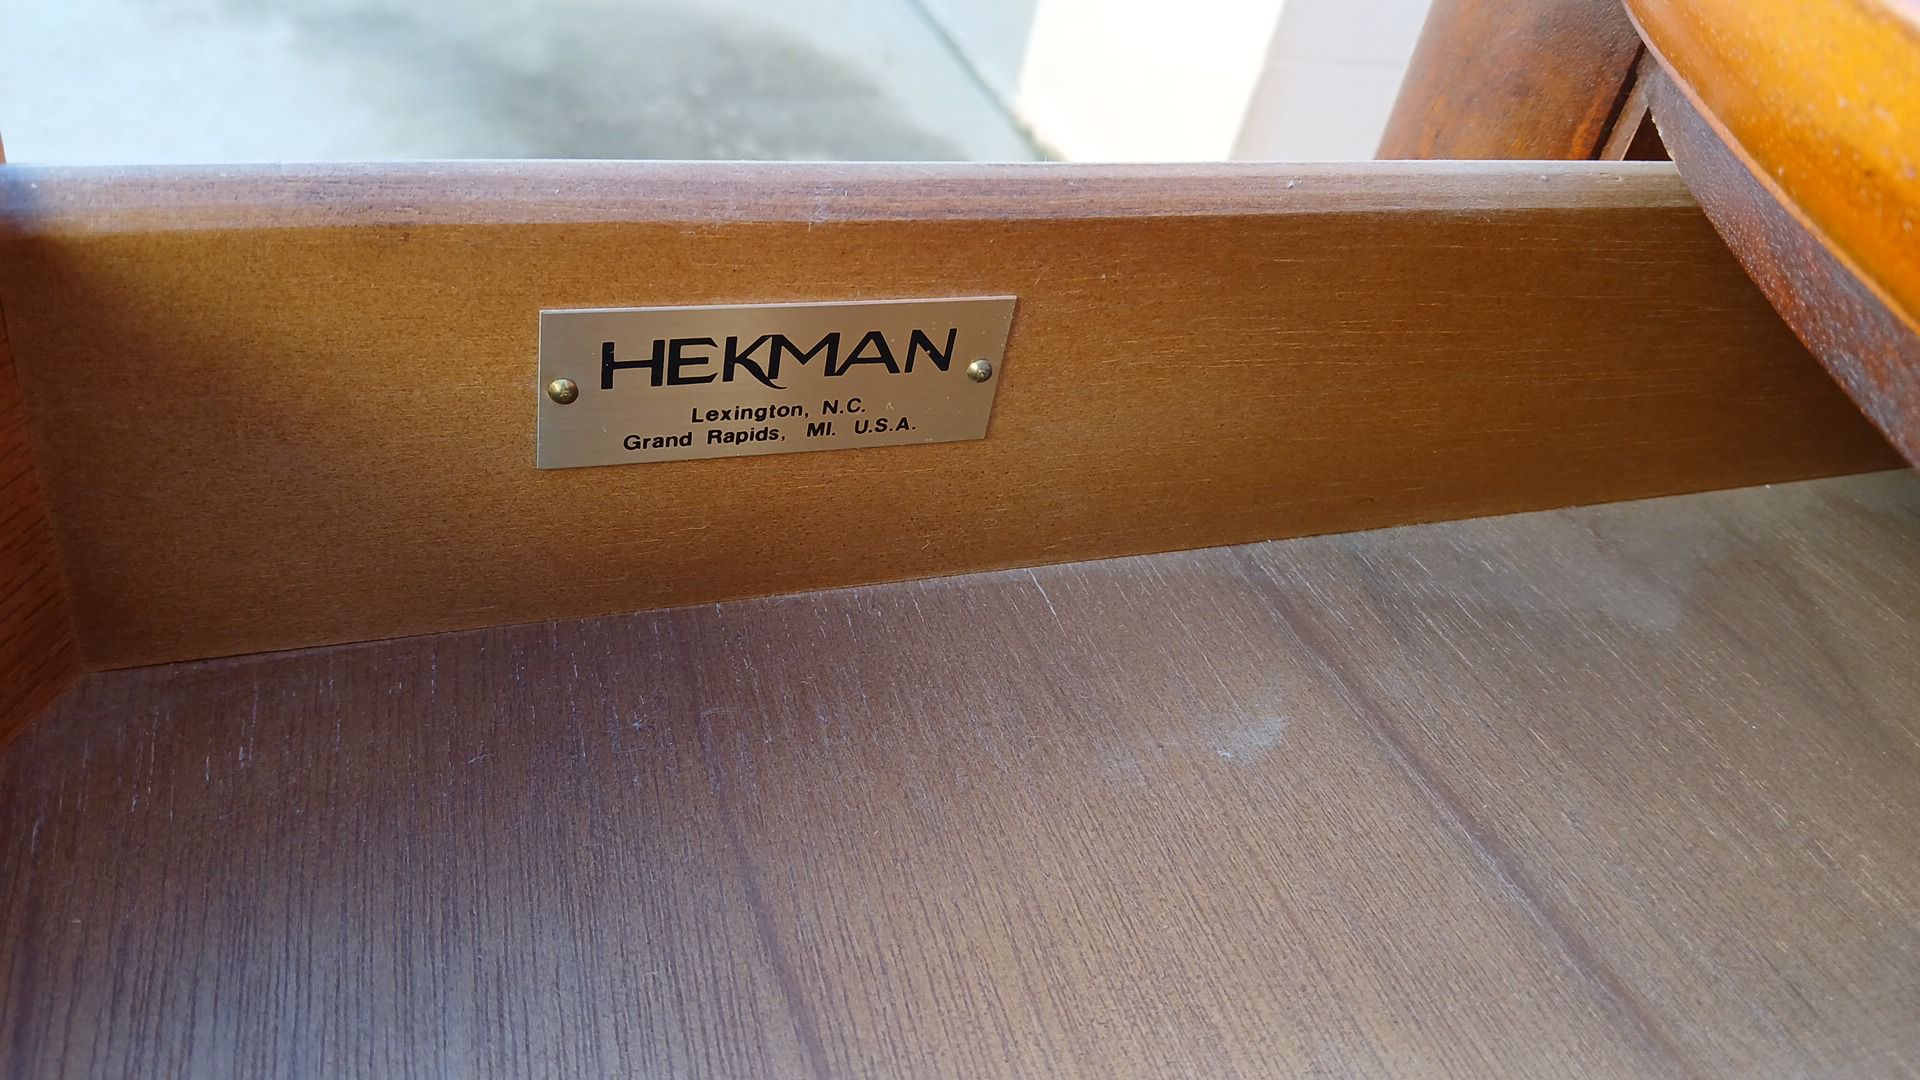 HEKMAN
Lexington, N.C.
Grand Rapids, MI. U.S.A.